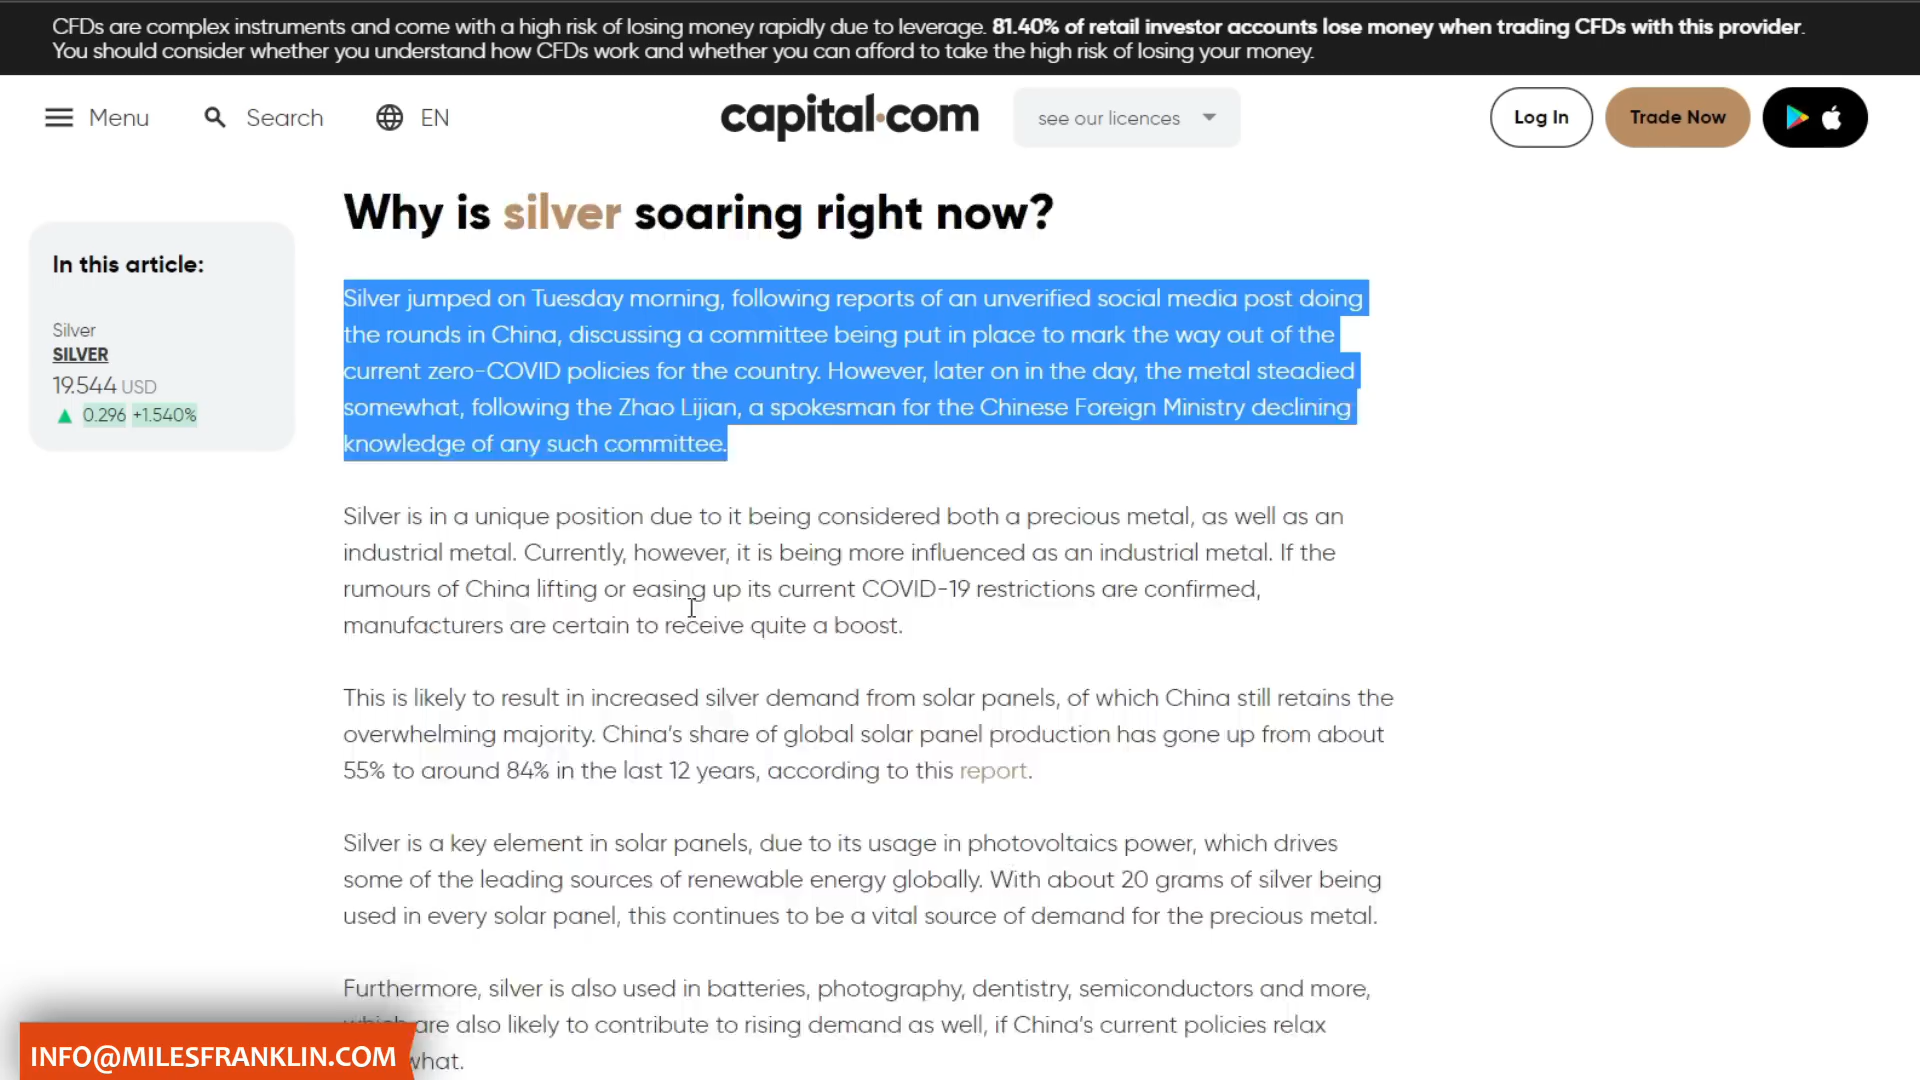 CFDs are complex instruments and come with a high risk of losing money rapidly due to leverage. 81.40% of retail investor accounts lose money when trading CFDs with this provider.
You should consider whether you understand how CFDs work and whether you can afford to take the high risk of losing your money.
Menu Search EN capital.com see our licences Log In Trade Now
Why is silver soaring right now?
In this article:
Silver
SILVER
19.544 USD
0.296 +1.540%
Silver jumped on Tuesday morning, following reports of an unverified social media post doing
the rounds in China, discussing a committee being put in place to mark the way out of the
current zero-COVID policies for the country. However, later on in the day, the metal steadied
somewhat, following the Zhao Lijian, a spokesman for the Chinese Foreign Ministry declining
knowledge of any such committee.
Silver is in a unique position due to it being considered both a precious metal, as well as an
industrial metal. Currently, however, it is being more influenced as an industrial metal. If the
rumours of China lifting or easing up its current COVID-19 restrictions are confirmed,
manufacturers are certain to receive quite a boost.
This is likely to result in increased silver demand from solar panels, of which China still retains the
overwhelming majority. China's share of global solar panel production has gone up from about
55% to around 84% in the last 12 years, according to this report.
Silver is a key element in solar panels, due to its usage in photovoltaics power, which drives
some of the leading sources of renewable energy globally. With about 20 grams of silver being
used in every solar panel, this continues to be a vital source of demand for the precious metal.
Furthermore, silver is also used in batteries, photography, dentistry, semiconductors and more,
which are also likely to contribute to rising demand as well, if China's current policies relax
what.
INFO@MILESFRANKLIN.COM